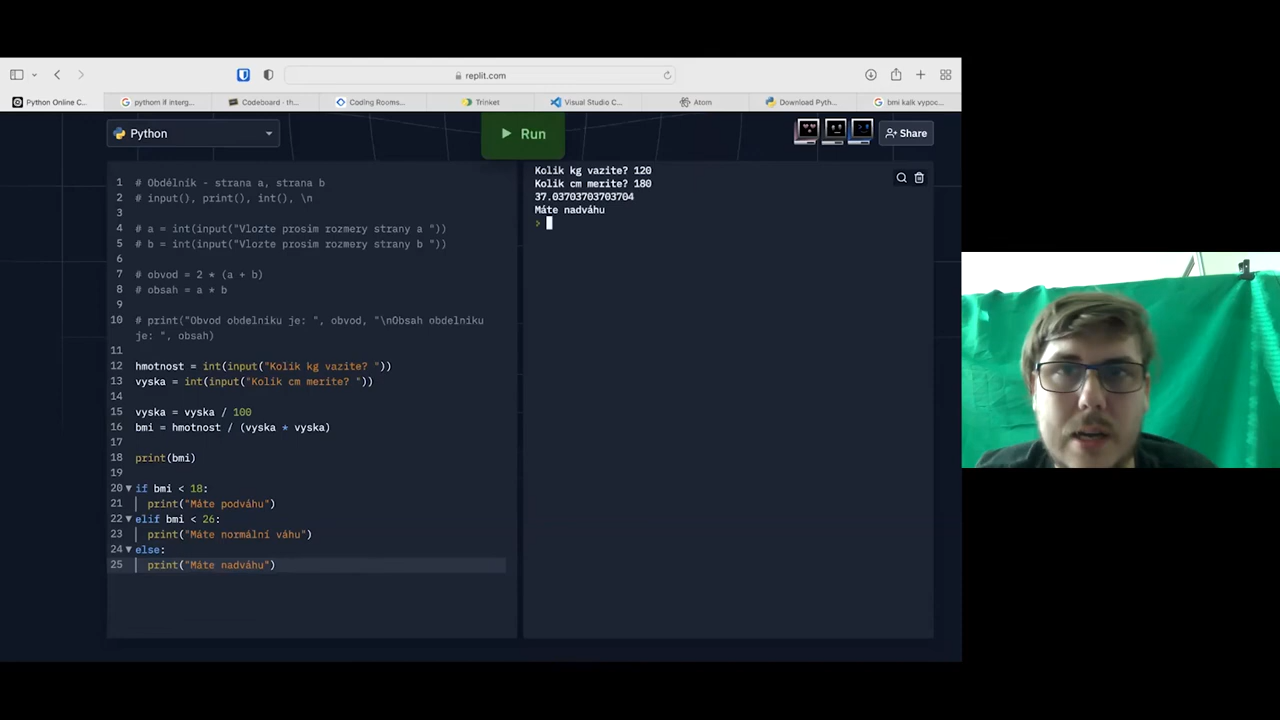 replit.com
Python Online C...
pythom if interg...
Codeboard - th...
Coding Rooms...
Trinket
Visual Studio C...
Atom
Download Pyth...
bmi kalk vypoc...
Python
Run
Share
1 # Obdélník - strana a, strana b
2 # input(), print(), int(), \n
3
4 # a = int(input("Vlozte prosim rozmery strany a "))
5 # b = int(input("Vlozte prosim rozmery strany b "))
6
7 # obvod = 2 * (a + b)
8 # obsah = a * b
9
10 # print("Obvod obdelniku je: ", obvod, "\nObsah obdelniku
je: ", obsah)
11
12 hmotnost = int(input("Kolik kg vazite? "))
13 vyska = int(input("Kolik cm merite? "))
14
15 vyska = vyska / 100
16 bmi = hmotnost / (vyska * vyska)
17
18 print(bmi)
19
20 if bmi < 18:
21 print("Máte podváhu")
22 elif bmi < 26:
23 print("Máte normální váhu")
24 else:
25 print("Máte nadváhu")
Kolik kg vazite? 120
Kolik cm merite? 180
37.03703703703704
Máte nadváhu
>